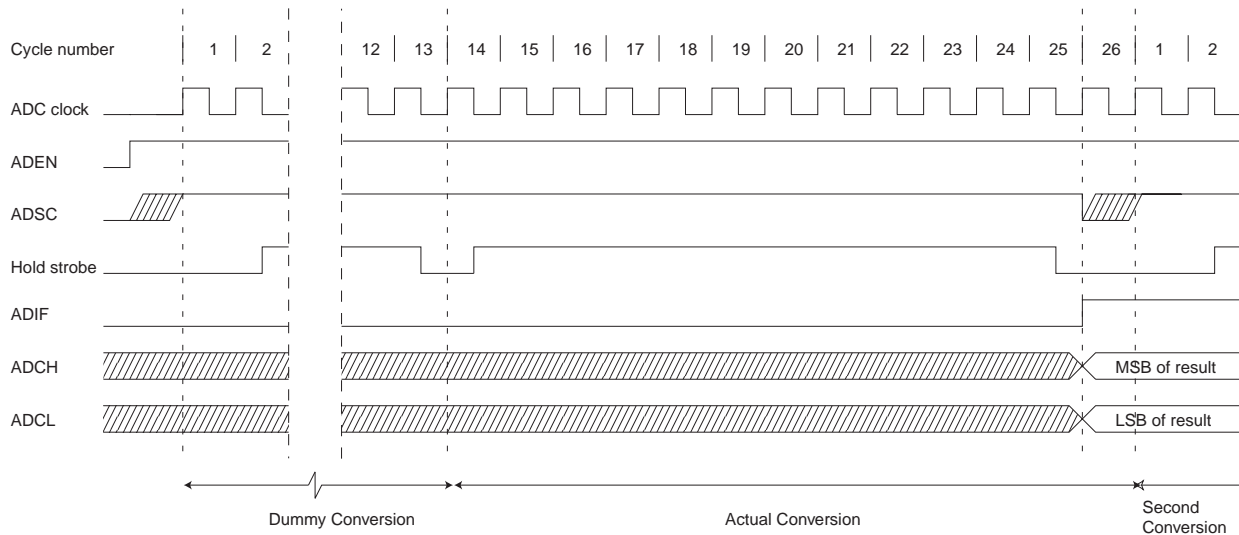 Cycle number 1 2 12 13 14 15 16 17 18 19 20 21 22 23 24 25 26 1 2
ADC clock
ADEN
ADSC
Hold strobe
ADIF
ADCH MSB of result
ADCL LSB of result
Dummy Conversion Actual Conversion Second
Conversion